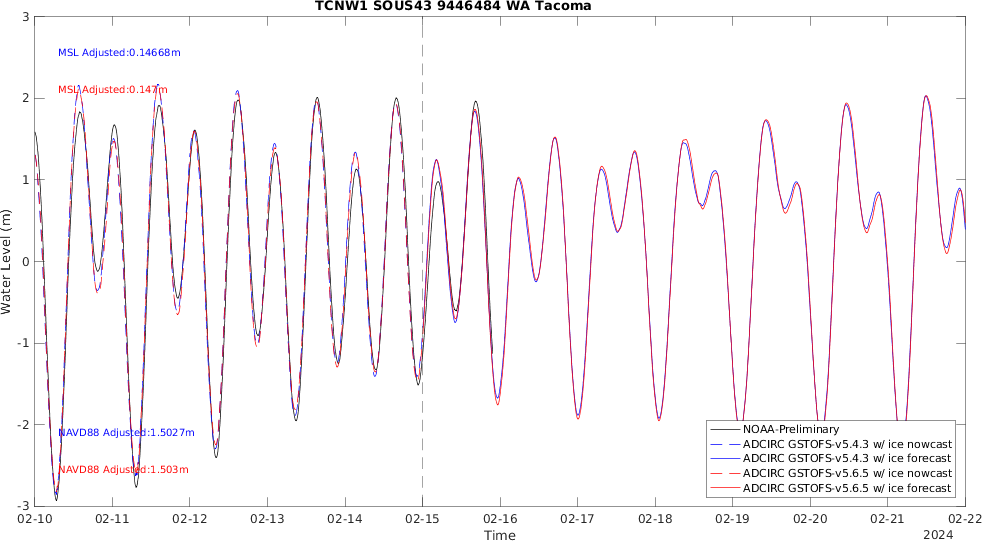 TCNW1 SOUS43 9446484 WA Tacoma
3
2
1
0
-1
-2
-3
Water Level (m)
MSL Adjusted:0.14668m
MSL Adjusted:0.147m
NAVD88 Adjusted:1.5027m
NAVD88 Adjusted:1.503m
NOAA-Preliminary
ADCIRC GSTOFS-v5.4.3 w/ ice nowcast
ADCIRC GSTOFS-v5.4.3 w/ ice forecast
ADCIRC GSTOFS-v5.6.5 w/ ice nowcast
ADCIRC GSTOFS-v5.6.5 w/ ice forecast
02-10 02-11 02-12 02-13 02-14 02-15 02-16 02-17 02-18 02-19 02-20 02-21 02-22
Time
2024